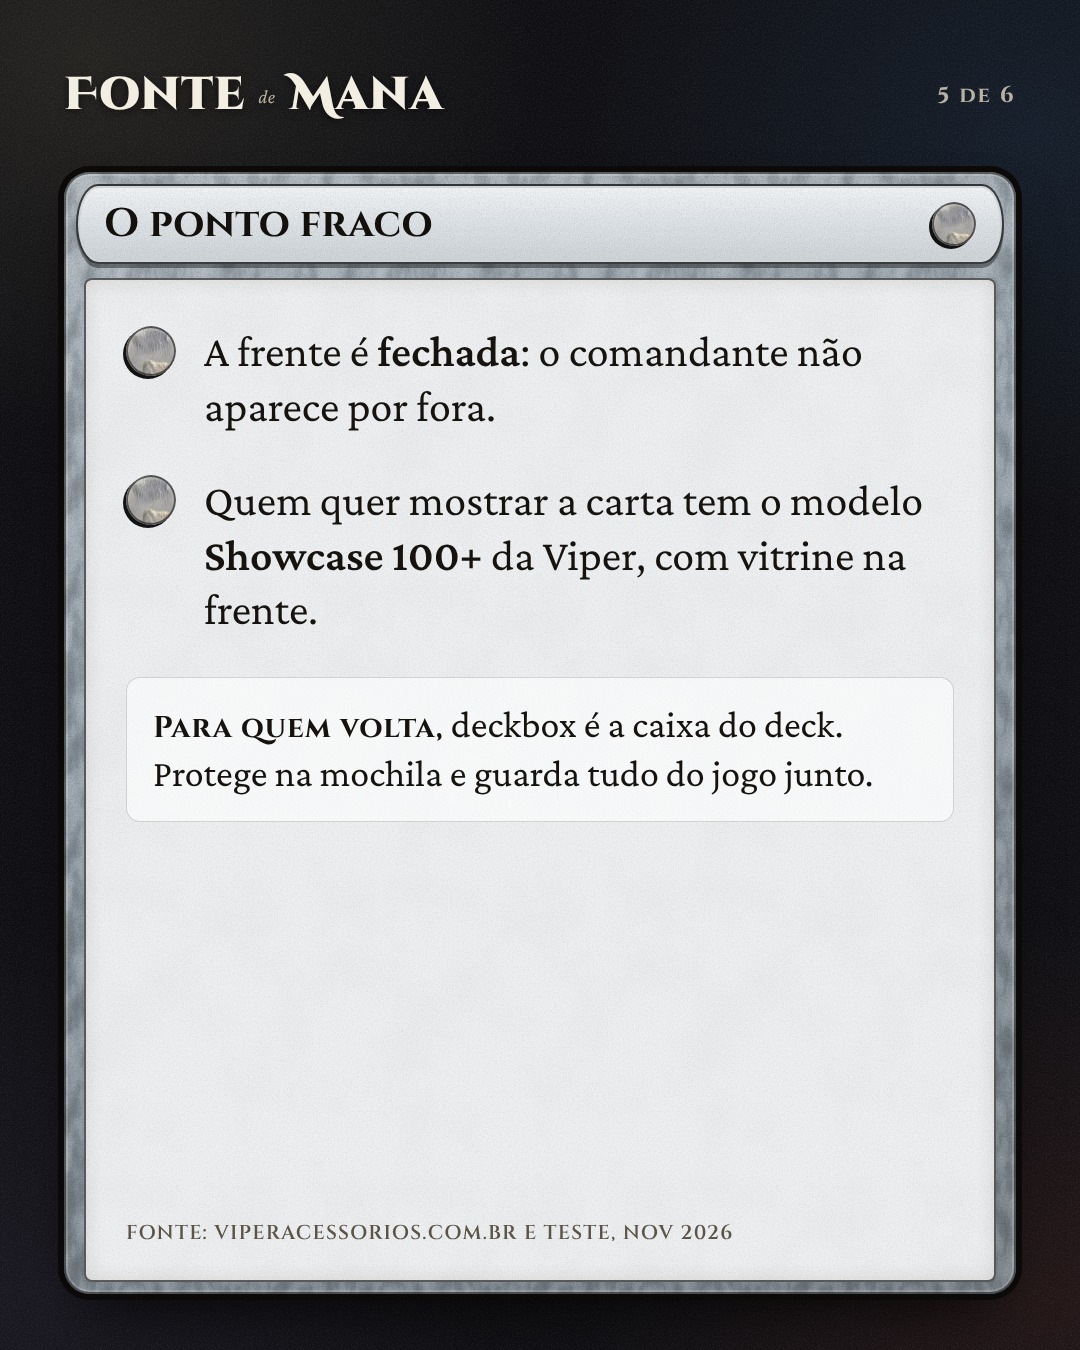 Fonte de Mana
5 de 6
O ponto fraco
A frente é fechada: o comandante não
aparece por fora.
Quem quer mostrar a carta tem o modelo
Showcase 100+ da Viper, com vitrine na
frente.
Para quem volta, deckbox é a caixa do deck.
Protege na mochila e guarda tudo do jogo junto.
FONTE: VIPERACESSORIOS.COM.BR E TESTE, NOV 2026